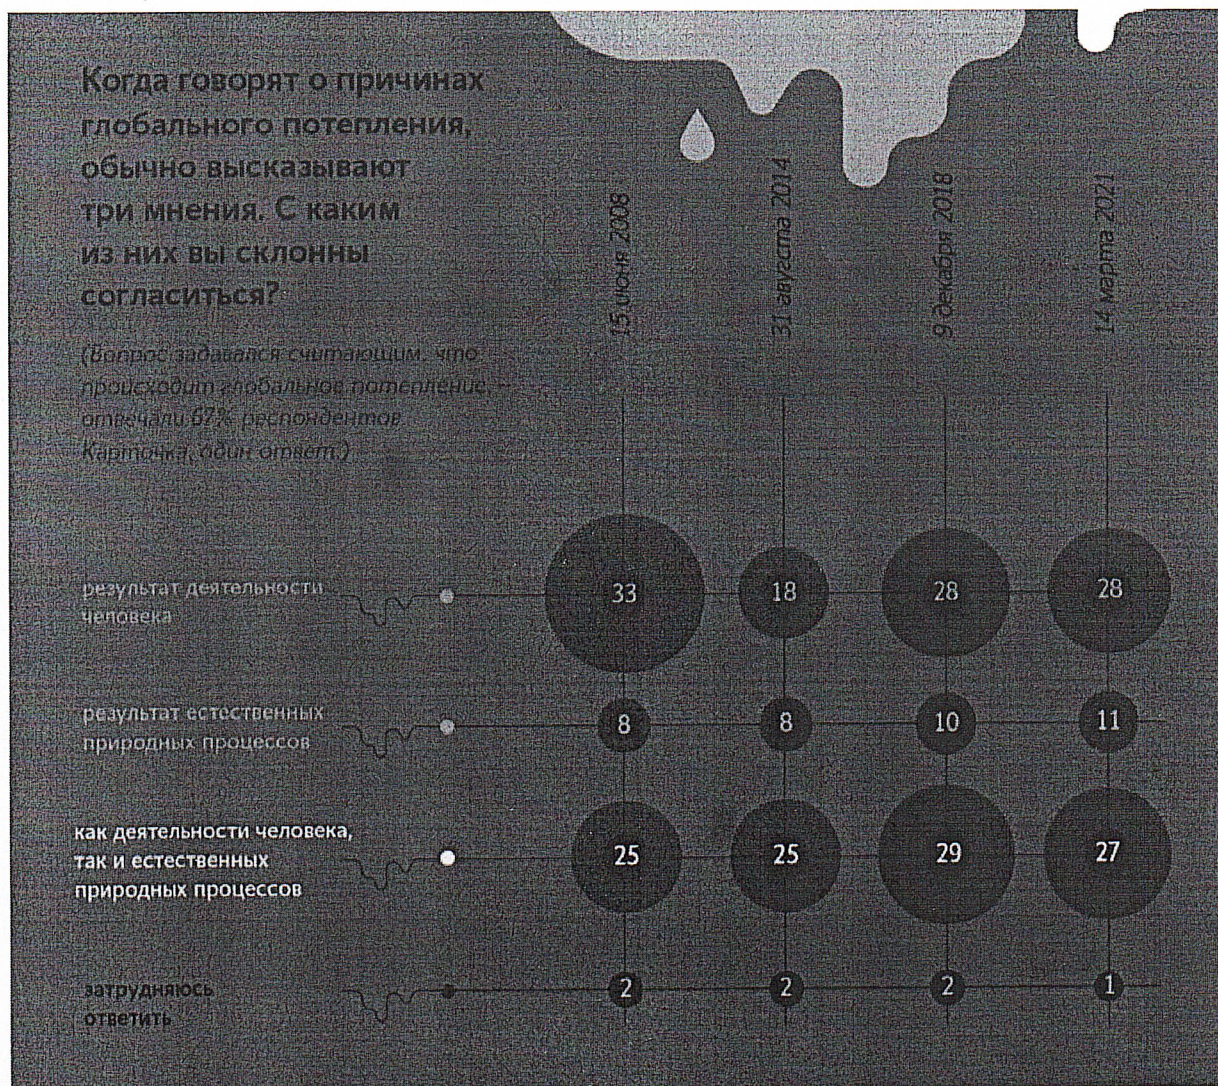 Когда говорят о причинах
глобального потепления,
обычно высказывают
три мнения. С каким
из них вы склонны
согласиться?
(Вопрос задавался считающим, что
происходит глобальное потепление, —
отвечали 67% респондентов.
Карточка, один ответ.)
15 июня 2008
31 августа 2014
9 декабря 2018
14 марта 2021
результат деятельности
человека
33 18 28 28
результат естественных
природных процессов
8 8 10 11
как деятельности человека,
так и естественных
природных процессов
25 25 29 27
затрудняюсь
ответить
2 2 2 1